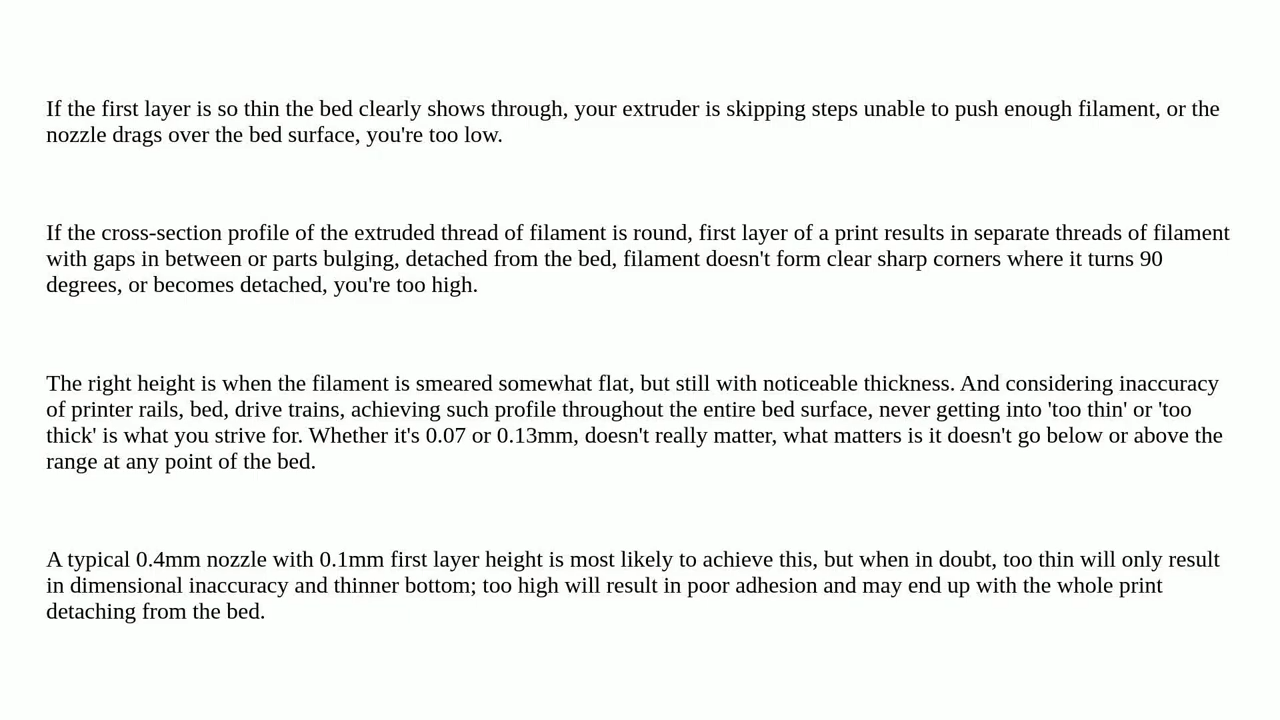 If the first layer is so thin the bed clearly shows through, your extruder is skipping steps unable to push enough filament, or the
nozzle drags over the bed surface, you're too low.
If the cross-section profile of the extruded thread of filament is round, first layer of a print results in separate threads of filament
with gaps in between or parts bulging, detached from the bed, filament doesn't form clear sharp corners where it turns 90
degrees, or becomes detached, you're too high.
The right height is when the filament is smeared somewhat flat, but still with noticeable thickness. And considering inaccuracy
of printer rails, bed, drive trains, achieving such profile throughout the entire bed surface, never getting into 'too thin' or 'too
thick' is what you strive for. Whether it's 0.07 or 0.13mm, doesn't really matter, what matters is it doesn't go below or above the
range at any point of the bed.
A typical 0.4mm nozzle with 0.1mm first layer height is most likely to achieve this, but when in doubt, too thin will only result
in dimensional inaccuracy and thinner bottom; too high will result in poor adhesion and may end up with the whole print
detaching from the bed.